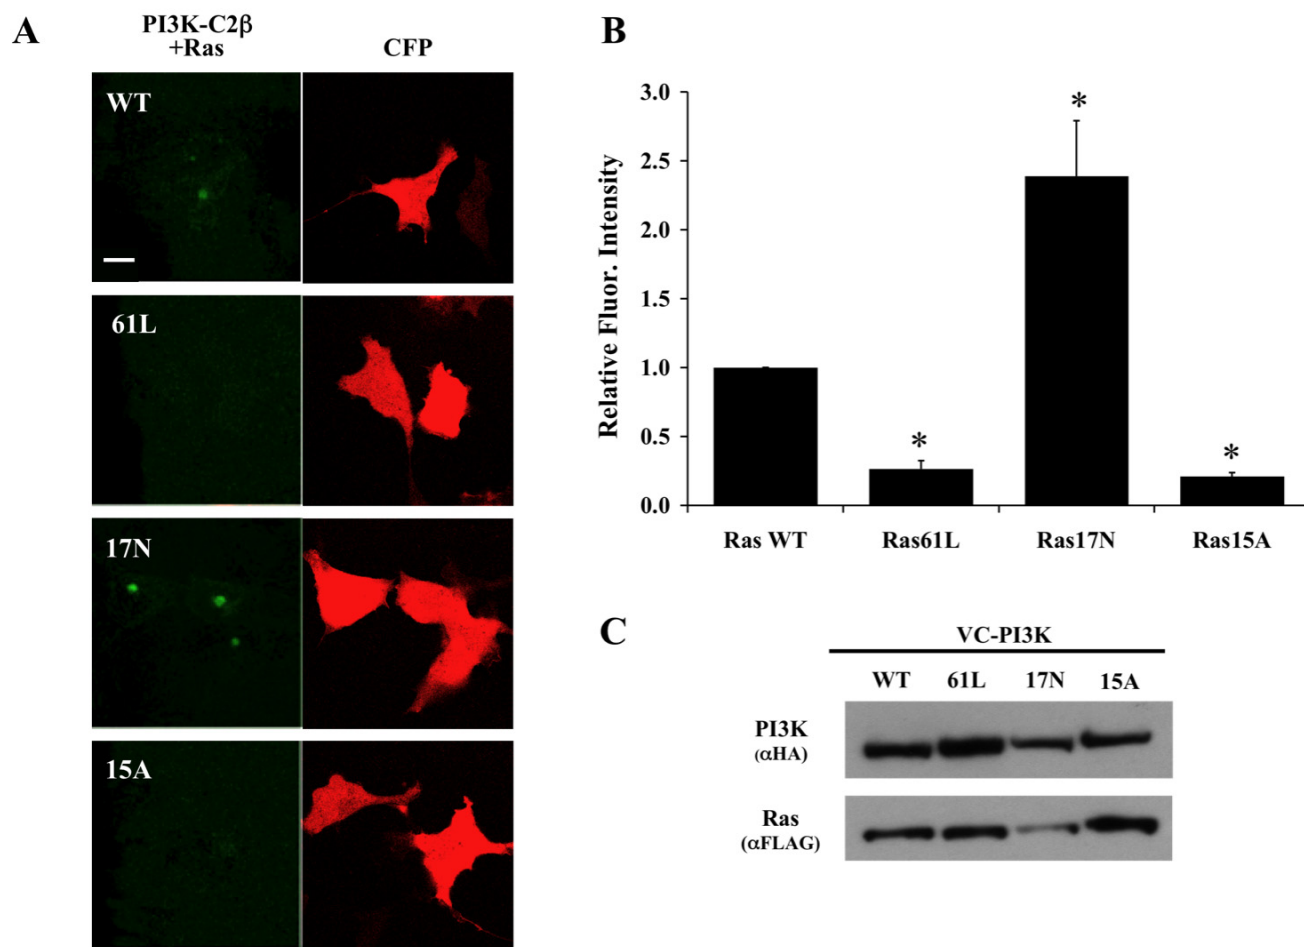 A
PI3K-C2β
+Ras
CFP
WT
61L
17N
15A
B
Relative Fluor. Intensity
3.0
2.5
2.0
1.5
1.0
0.5
0.0
*
*
*
Ras WT
Ras61L
Ras17N
Ras15A
C
VC-PI3K
WT 61L 17N 15A
PI3K
(αHA)
Ras
(αFLAG)